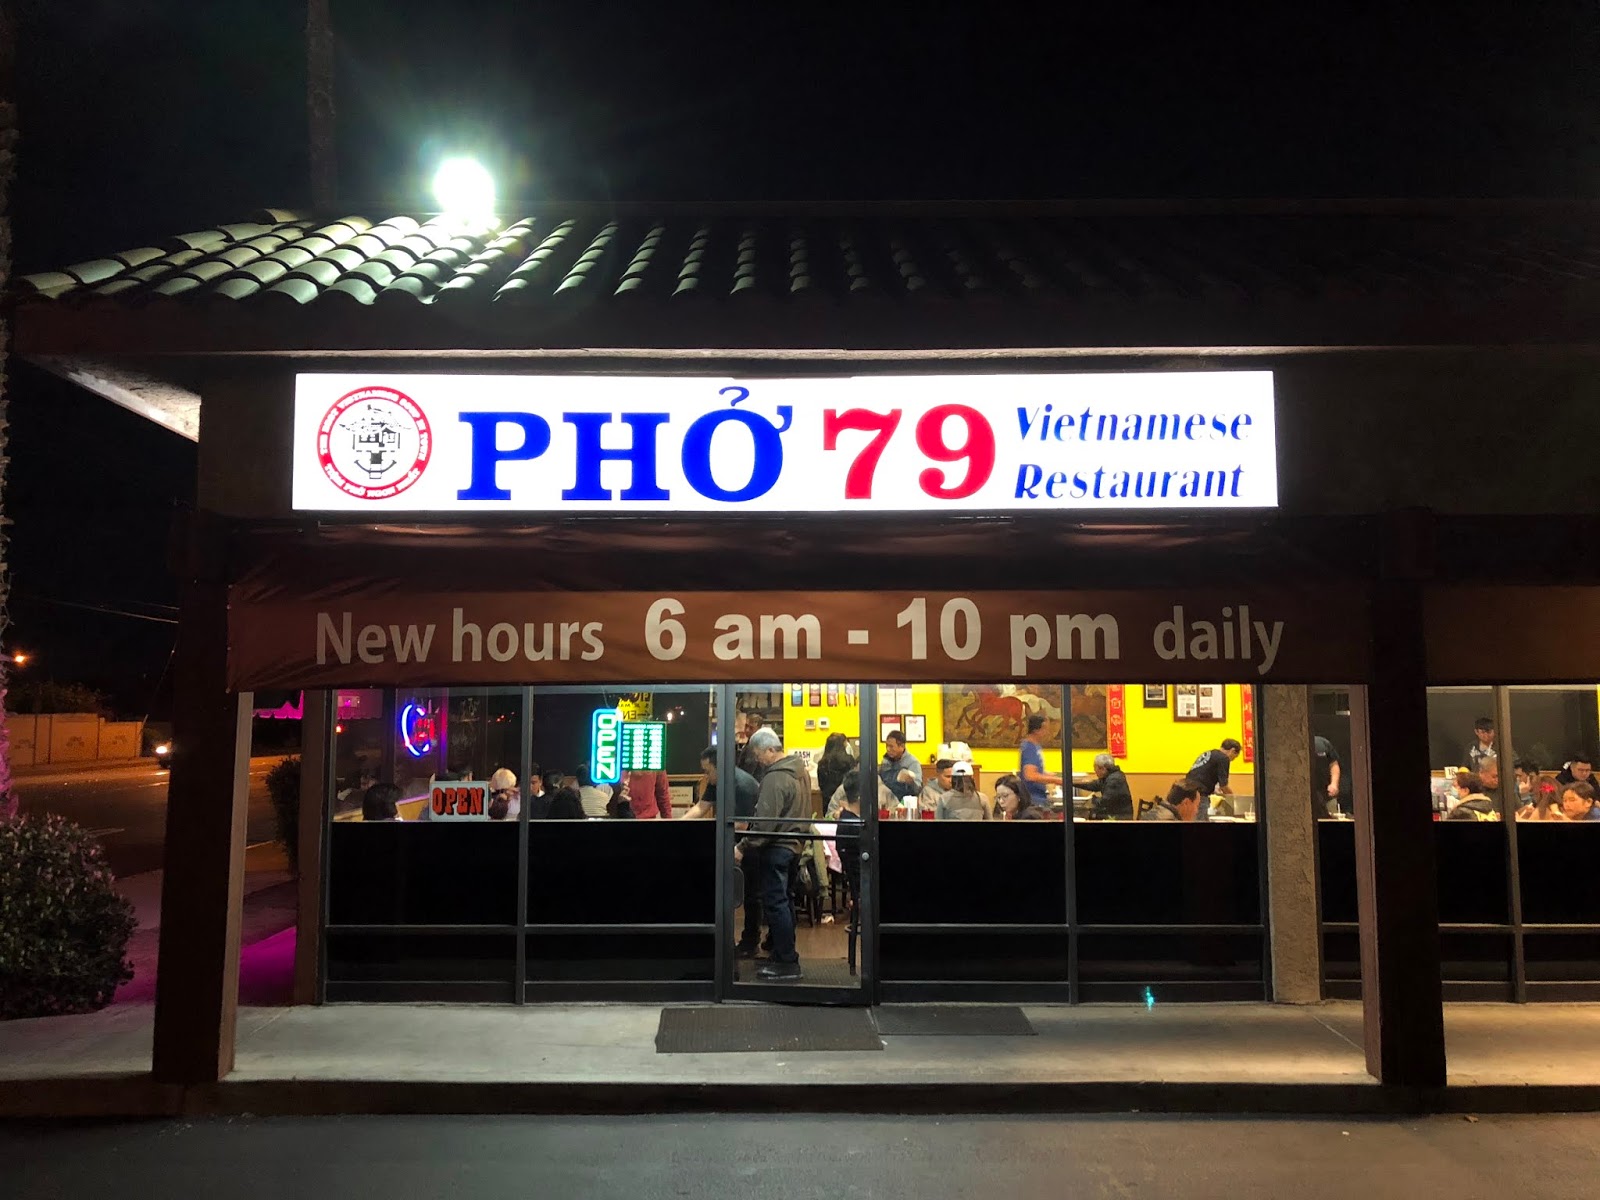 PHỞ 79
Vietnamese
Restaurant
New hours 6 am - 10 pm daily
OPEN
OPEN